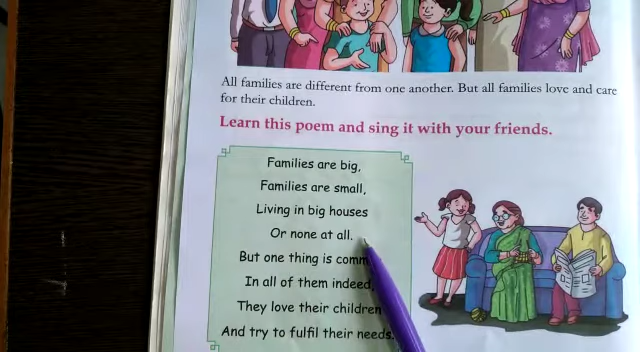 All families are different from one another. But all families love and care
for their children.
Learn this poem and sing it with your friends.
Families are big,
Families are small,
Living in big houses
Or none at all.
But one thing is comm
In all of them indeed,
They love their children
And try to fulfil their needs.